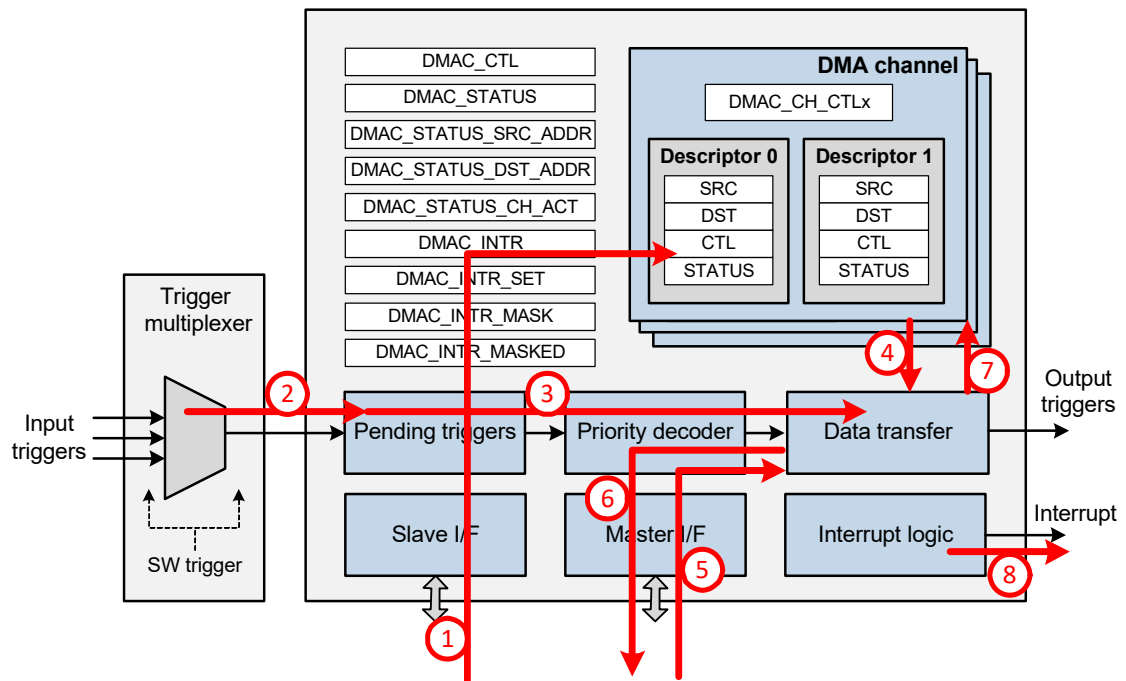 DMAC_CTL
DMAC_STATUS
DMAC_STATUS_SRC_ADDR
DMAC_STATUS_DST_ADDR
DMAC_STATUS_CH_ACT
DMAC_INTR
DMAC_INTR_SET
DMAC_INTR_MASK
DMAC_INTR_MASKED
DMA channel
DMAC_CH_CTLx
Descriptor 0
SRC
DST
CTL
STATUS
Descriptor 1
SRC
DST
CTL
STATUS
Trigger
multiplexer
Input
triggers
SW trigger
2
3
4
7
Pending triggers
Priority decoder
Data transfer
Output
triggers
6
5
Slave I/F
Master I/F
Interrupt logic
Interrupt
8
1